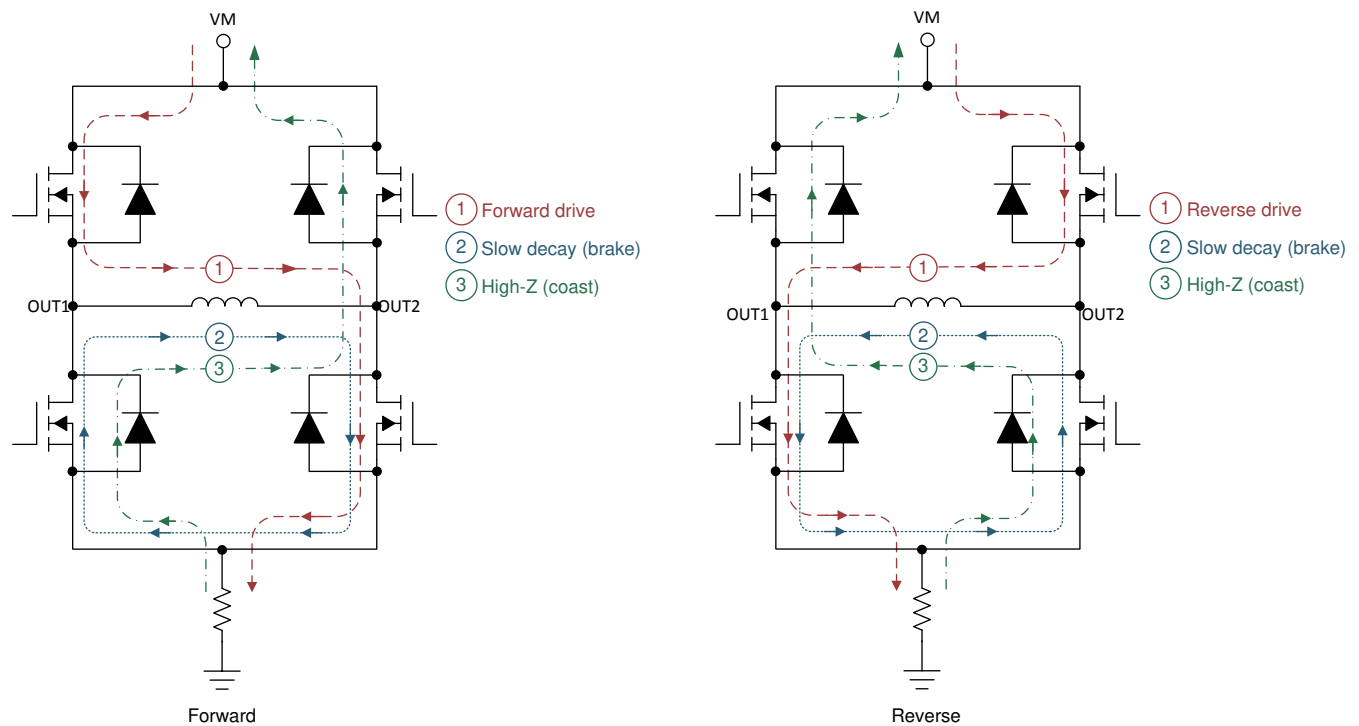 VM
1 Forward drive
2 Slow decay (brake)
3 High-Z (coast)
1
OUT1
OUT2
2
3
Forward
VM
1 Reverse drive
2 Slow decay (brake)
3 High-Z (coast)
1
OUT1
OUT2
2
3
Reverse